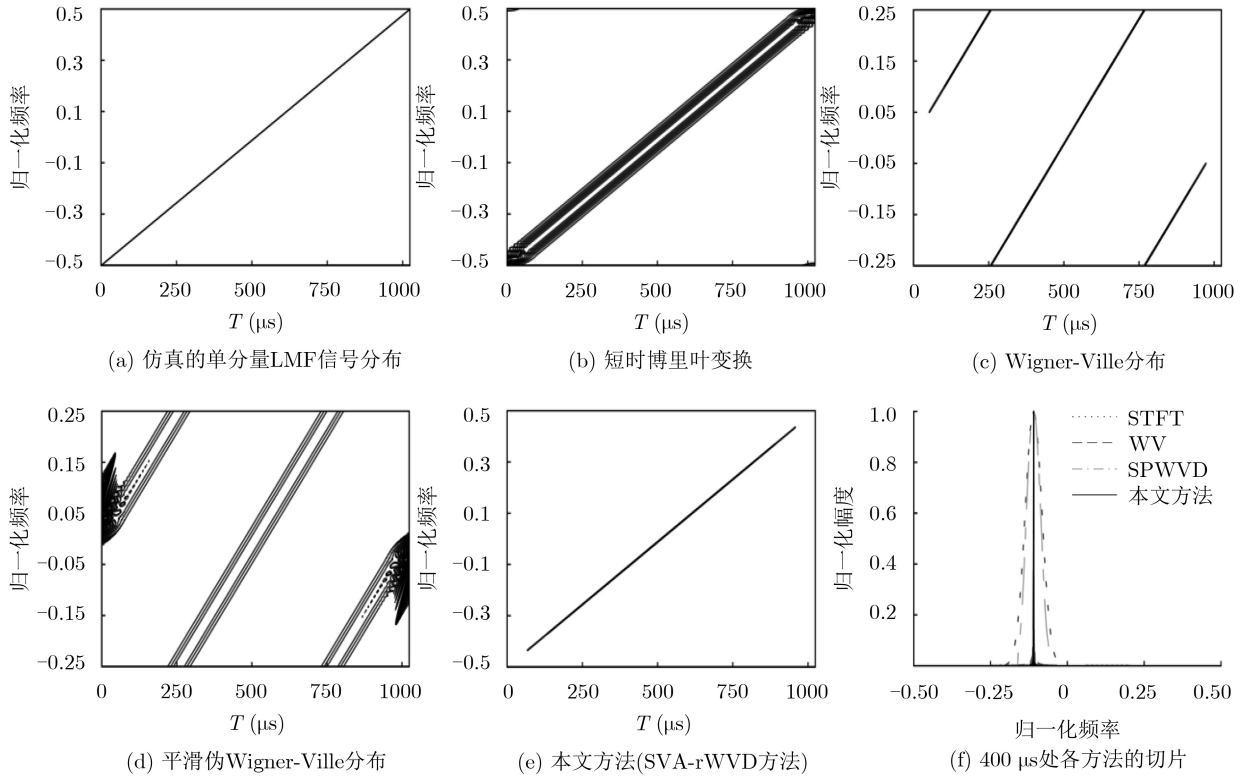 0.5
0.3
0.1
−0.1
−0.3
−0.5
归一化频率
0 250 500 750 1000
T (μs)
(a) 仿真的单分量LMF信号分布
0.5
0.3
0.1
−0.1
−0.3
−0.5
归一化频率
0 250 500 750 1000
T (μs)
(b) 短时博里叶变换
0.25
0.15
0.05
−0.05
−0.15
−0.25
归一化频率
0 250 500 750 1000
T (μs)
(c) Wigner-Ville分布
0.25
0.15
0.05
−0.05
−0.15
−0.25
归一化频率
0 250 500 750 1000
T (μs)
(d) 平滑伪Wigner-Ville分布
0.5
0.3
0.1
−0.1
−0.3
−0.5
归一化频率
0 250 500 750 1000
T (μs)
(e) 本文方法(SVA-rWVD方法)
1.0
0.8
0.6
0.4
0.2
归一化幅度
STFT
WV
SPWVD
本文方法
−0.50 −0.25 0 0.25 0.50
归一化频率
(f) 400 μs处各方法的切片